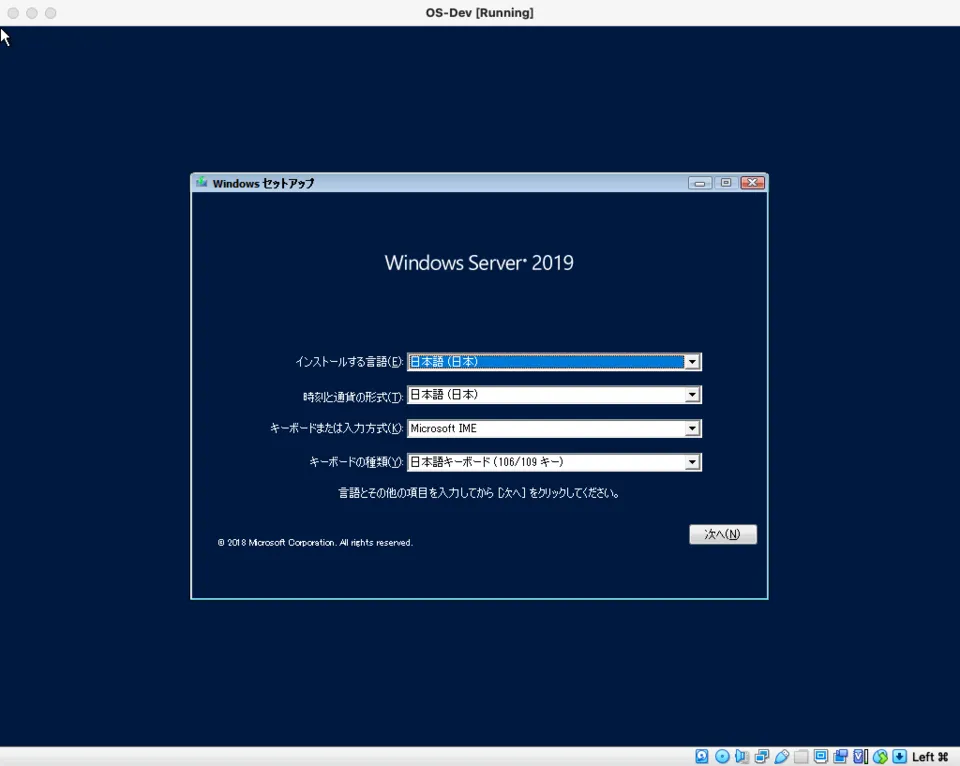 OS-Dev [Running]
Windows セットアップ
Windows Server® 2019
インストールする言語(E): 日本語 (日本)
時刻と通貨の形式(T): 日本語 (日本)
キーボードまたは入力方式(K): Microsoft IME
キーボードの種類(Y): 日本語キーボード (106/109 キー)
言語とその他の項目を入力してから [次へ] をクリックしてください。
© 2018 Microsoft Corporation. All rights reserved.
次へ(N)
Left ⌘